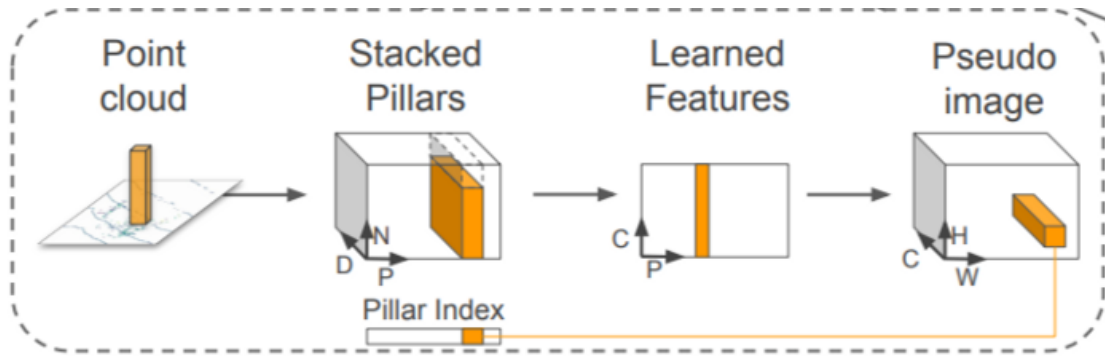 Point
cloud
Stacked
Pillars
Learned
Features
Pseudo
image
N
D
P
C
P
H
C
W
Pillar Index